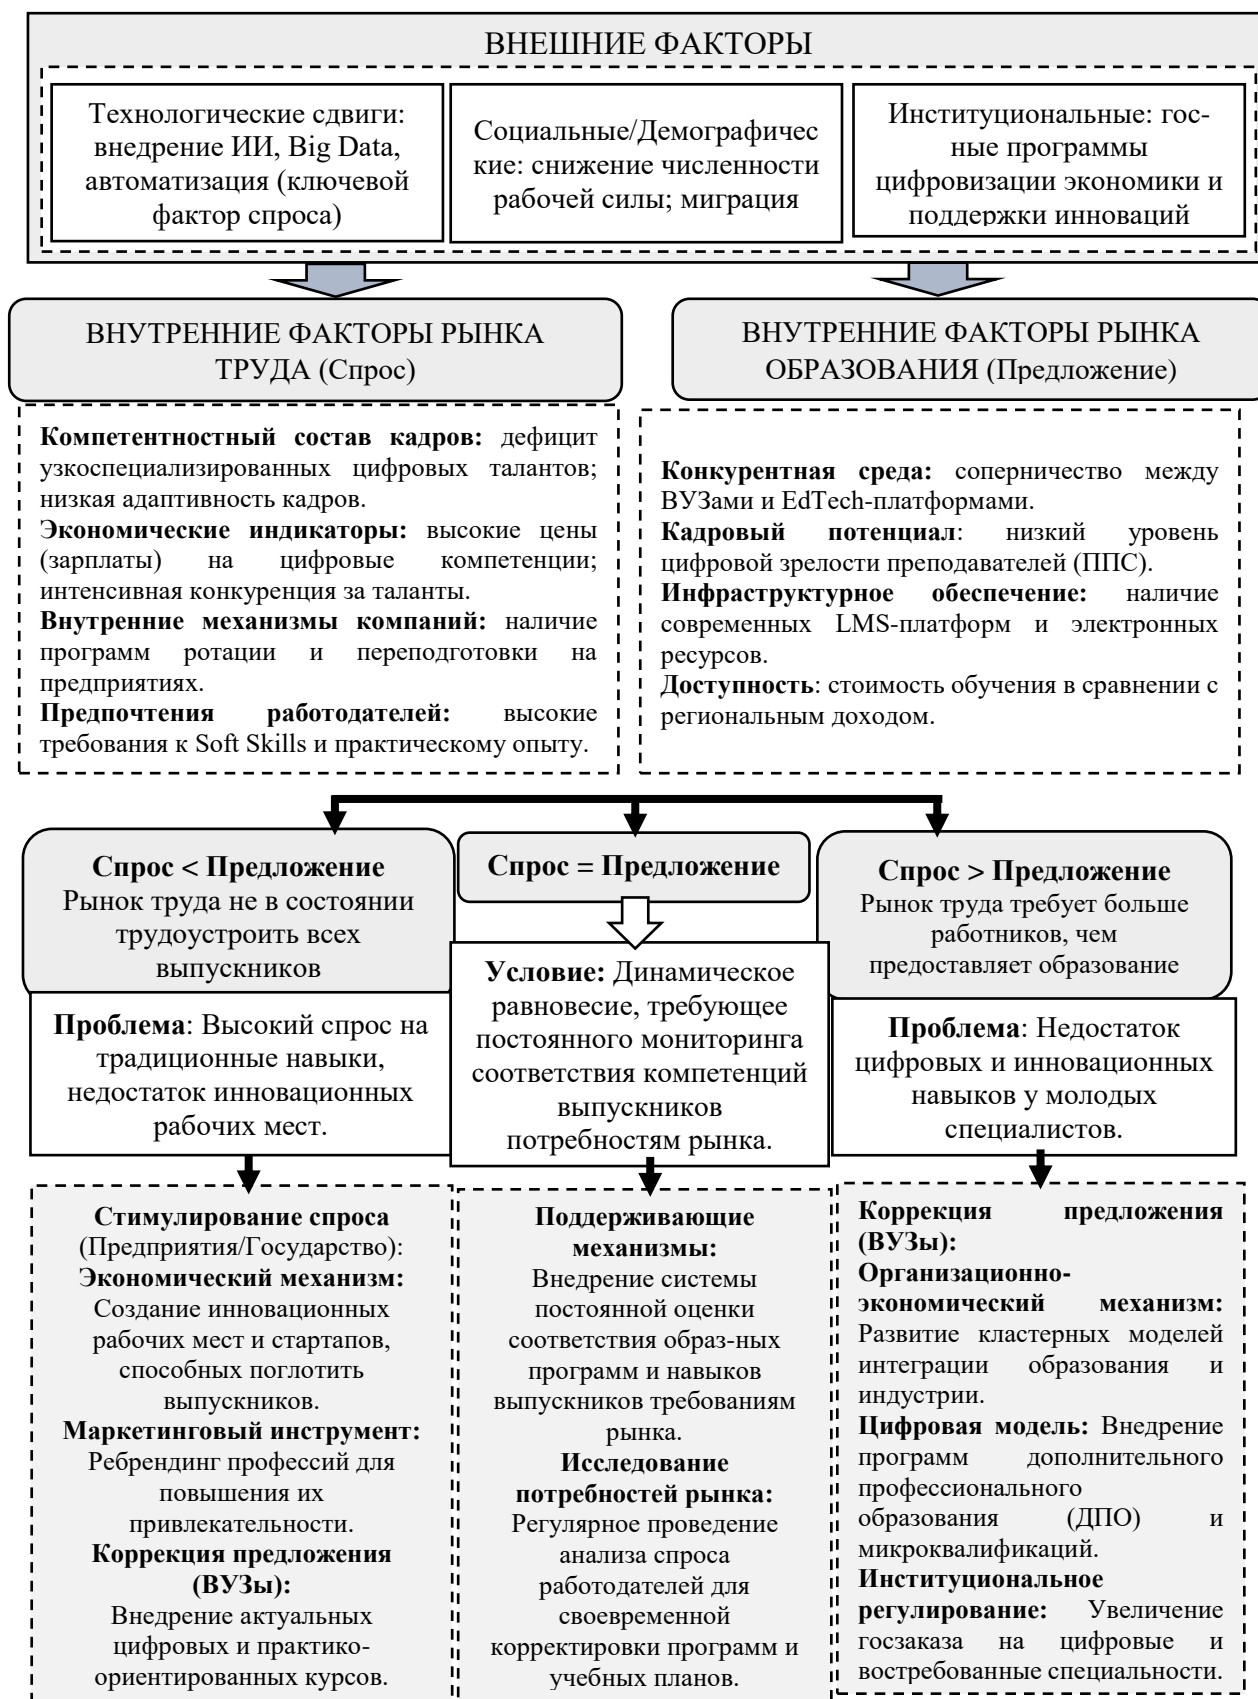 ВНЕШНИЕ ФАКТОРЫ
Технологические сдвиги:
внедрение ИИ, Big Data,
автоматизация (ключевой
фактор спроса)
Социальные/Демографичес
кие: снижение численности
рабочей силы; миграция
Институциональные: гос-
ные программы
цифровизации экономики и
поддержки инноваций
ВНУТРЕННИЕ ФАКТОРЫ РЫНКА
ТРУДА (Спрос)
ВНУТРЕННИЕ ФАКТОРЫ РЫНКА
ОБРАЗОВАНИЯ (Предложение)
Компетентностный состав кадров: дефицит
узкоспециализированных цифровых талантов;
низкая адаптивность кадров.
Экономические индикаторы: высокие цены
(зарплаты) на цифровые компетенции;
интенсивная конкуренция за таланты.
Внутренние механизмы компаний: наличие
программ ротации и переподготовки на
предприятиях.
Предпочтения работодателей: высокие
требования к Soft Skills и практическому опыту.
Конкурентная среда: соперничество между
ВУЗами и EdTech-платформами.
Кадровый потенциал: низкий уровень
цифровой зрелости преподавателей (ППС).
Инфраструктурное обеспечение: наличие
современных LMS-платформ и электронных
ресурсов.
Доступность: стоимость обучения в сравнении с
региональным доходом.
Спрос < Предложение
Рынок труда не в состоянии
трудоустроить всех
выпускников
Проблема: Высокий спрос на
традиционные навыки,
недостаток инновационных
рабочих мест.
Спрос = Предложение
Условие: Динамическое
равновесие, требующее
постоянного мониторинга
соответствия компетенций
выпускников
потребностям рынка.
Спрос > Предложение
Рынок труда требует больше
работников, чем
предоставляет образование
Проблема: Недостаток
цифровых и инновационных
навыков у молодых
специалистов.
Стимулирование спроса
(Предприятия/Государство):
Экономический механизм:
Создание инновационных
рабочих мест и стартапов,
способных поглотить
выпускников.
Маркетинговый инструмент:
Ребрендинг профессий для
повышения их
привлекательности.
Коррекция предложения
(ВУЗы):
Внедрение актуальных
цифровых и практико-
ориентированных курсов.
Поддерживающие
механизмы:
Внедрение системы
постоянной оценки
соответствия образ-ных
программ и навыков
выпускников требованиям
рынка.
Исследование
потребностей рынка:
Регулярное проведение
анализа спроса
работодателей для
своевременной
корректировки программ и
учебных планов.
Коррекция предложения
(ВУЗы):
Организационно-
экономический механизм:
Развитие кластерных моделей
интеграции образования и
индустрии.
Цифровая модель: Внедрение
программ дополнительного
профессионального
образования (ДПО) и
микроквалификаций.
Институциональное
регулирование: Увеличение
госзаказа на цифровые и
востребованные специальности.